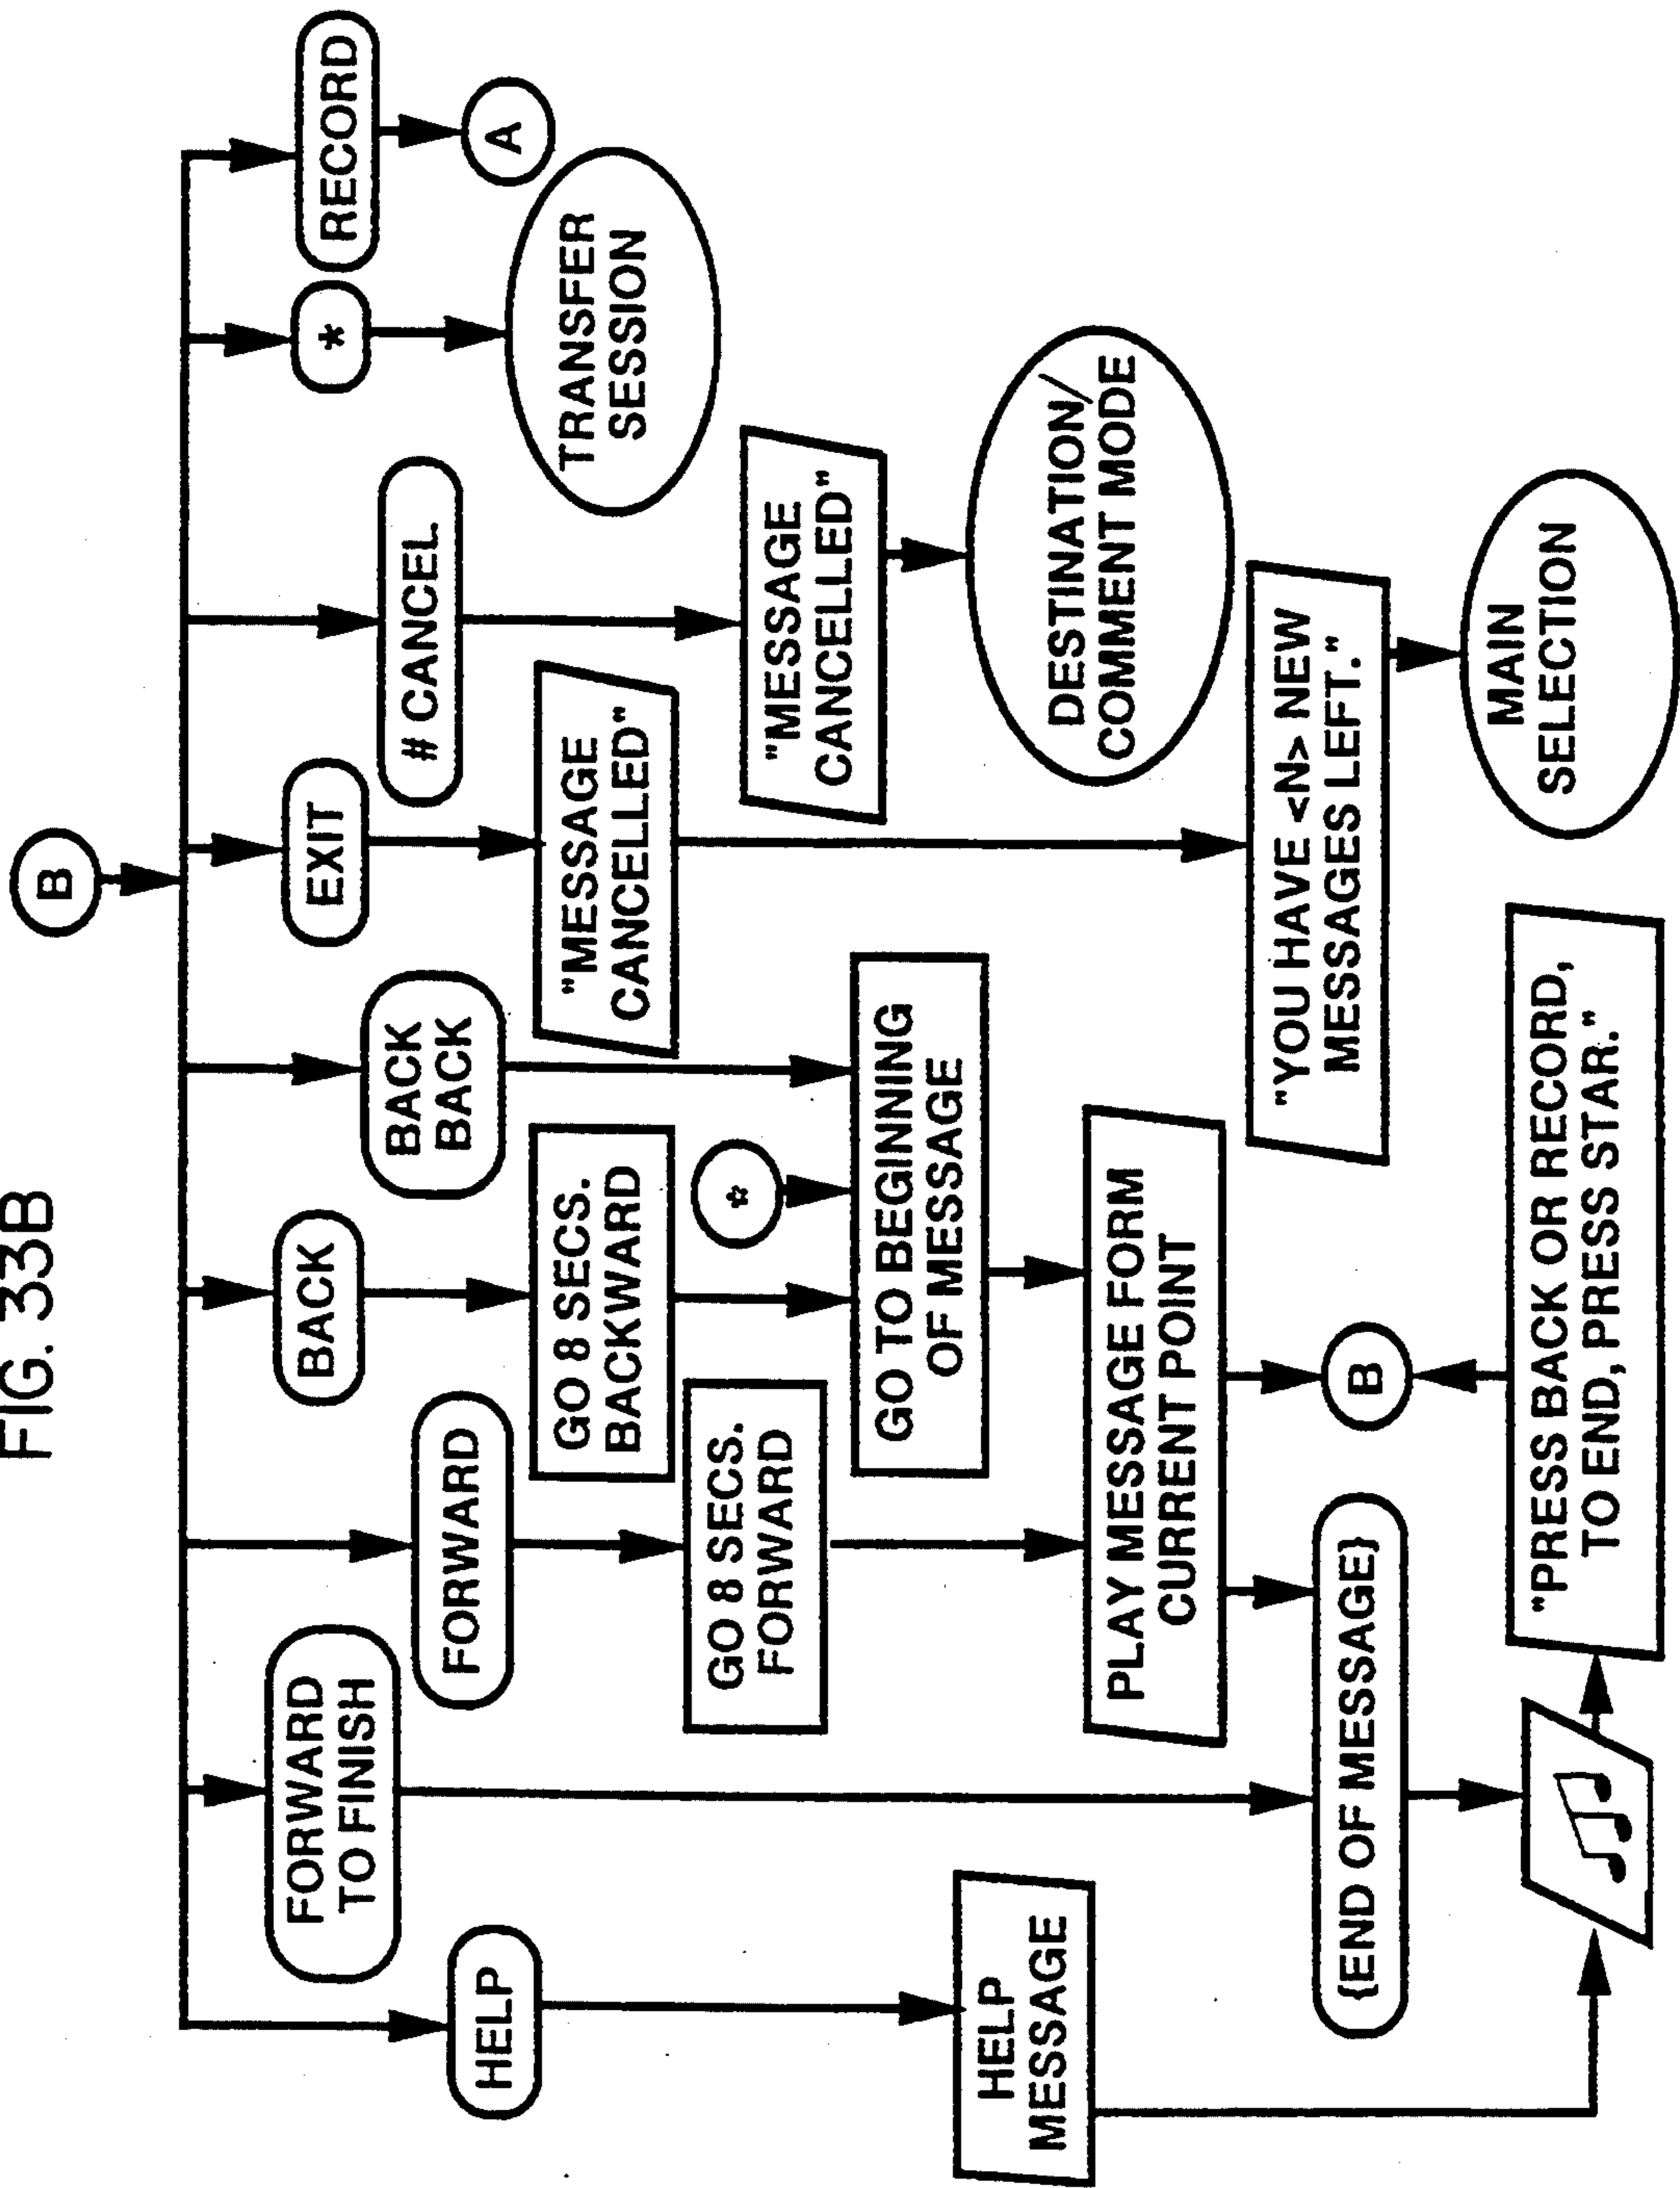 FIG. 33B
B
HELP
FORWARD
TO FINISH
FORWARD
BACK
BACK
BACK
EXIT
# CANCEL
*
RECORD
A
TRANSFER
SESSION
GO 8 SECS.
BACKWARD
"MESSAGE
CANCELLED"
GO 8 SECS.
FORWARD
*
"MESSAGE
CANCELLED"
GO TO BEGINNING
OF MESSAGE
HELP
MESSAGE
DESTINATION/
COMMENT MODE
PLAY MESSAGE FORM
CURRENT POINT
"YOU HAVE <N> NEW
MESSAGES LEFT."
{END OF MESSAGE}
B
MAIN
SELECTION
"PRESS BACK OR RECORD,
TO END, PRESS STAR."